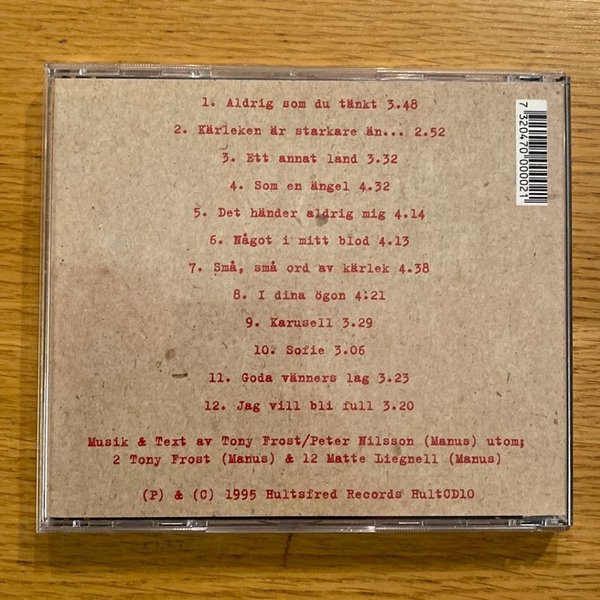 1. Aldrig som du tänkt 3.48
2. Kärleken är starkare än... 2.52
3. Ett annat land 3.32
4. Som en ängel 4.32
5. Det händer aldrig mig 4.14
6. Något i mitt blod 4.13
7. Små, små ord av kärlek 4.38
8. I dina ögon 4:21
9. Karusell 3.29
10. Sofie 3.06
11. Goda vänners lag 3.23
12. Jag vill bli full 3.20
Musik & Text av Tony Frost/Peter Nilsson (Manus) utom;
2 Tony Frost (Manus) & 12 Matte Liegnell (Manus)
(P) & (C) 1995 Hultsfred Records HultCD10
7 320470 000021